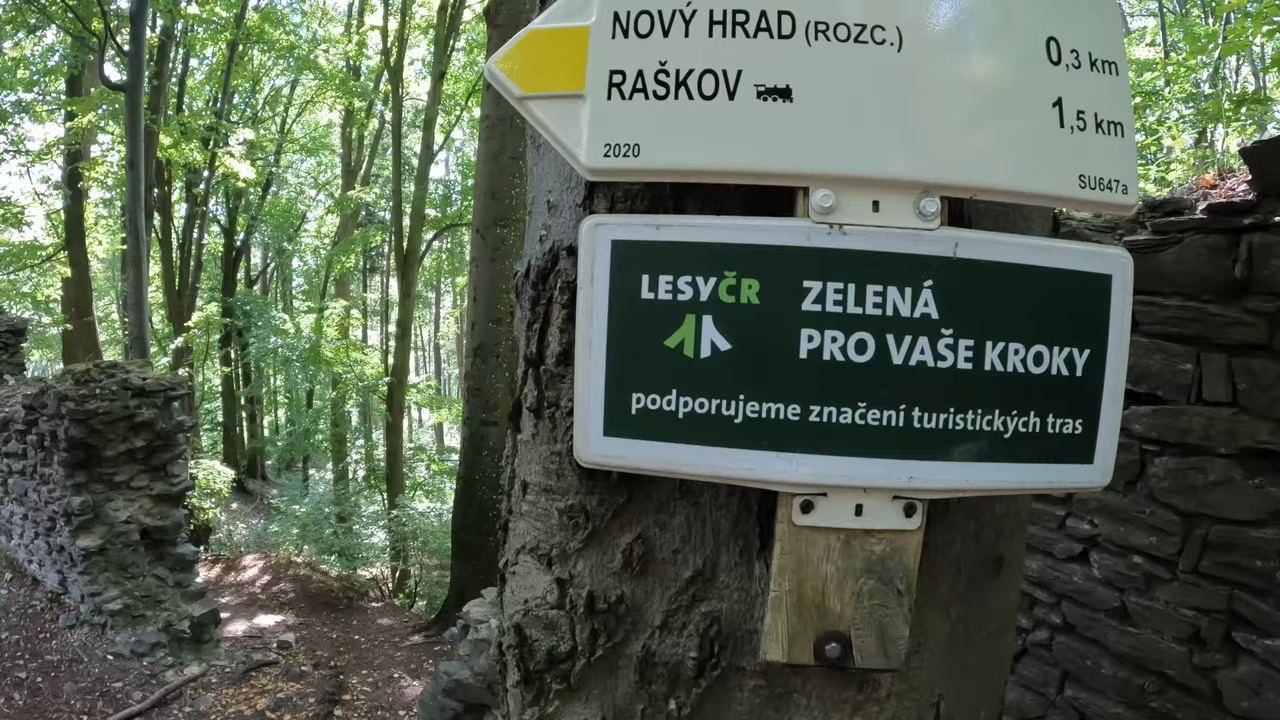 NOVÝ HRAD (ROZC.) 0,3 km
RAŠKOV 1,5 km
2020 SU647a
LESYČR
ZELENÁ
PRO VAŠE KROKY
podporujeme značení turistických tras